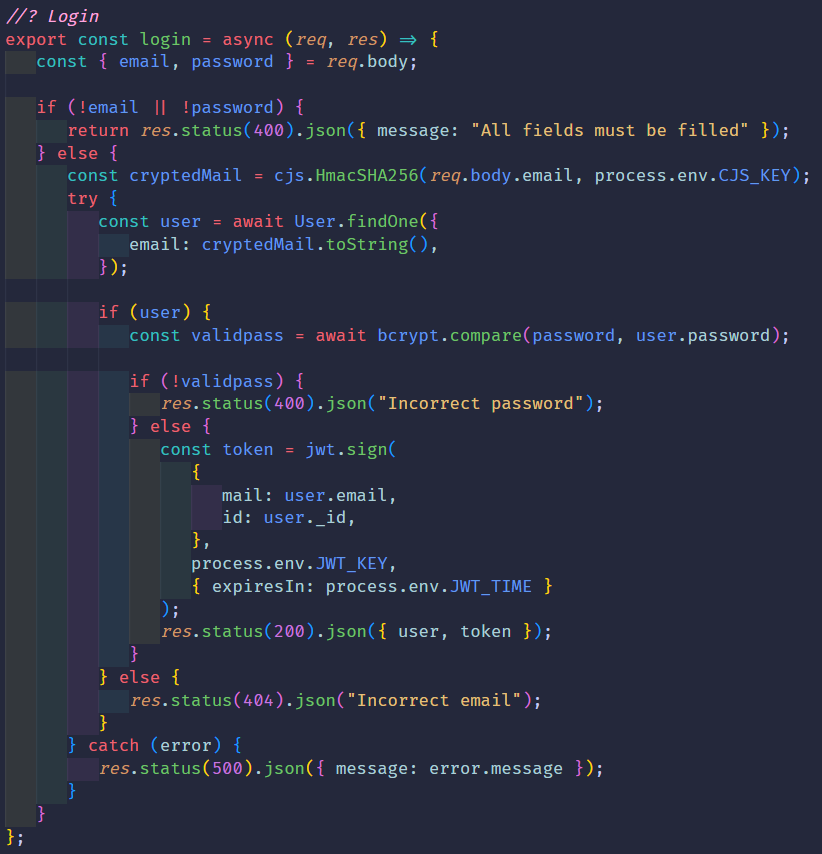 //? Login
export const login = async (req, res) => {
    const { email, password } = req.body;

    if (!email || !password) {
        return res.status(400).json({ message: "All fields must be filled" });
    } else {
        const cryptedMail = cjs.HmacSHA256(req.body.email, process.env.CJS_KEY);
        try {
            const user = await User.findOne({
                email: cryptedMail.toString(),
            });

            if (user) {
                const validpass = await bcrypt.compare(password, user.password);

                if (!validpass) {
                    res.status(400).json("Incorrect password");
                } else {
                    const token = jwt.sign(
                        {
                            mail: user.email,
                            id: user._id,
                        },
                        process.env.JWT_KEY,
                        { expiresIn: process.env.JWT_TIME }
                    );
                    res.status(200).json({ user, token });
                }
            } else {
                res.status(404).json("Incorrect email");
            }
        } catch (error) {
            res.status(500).json({ message: error.message });
        }
    }
};